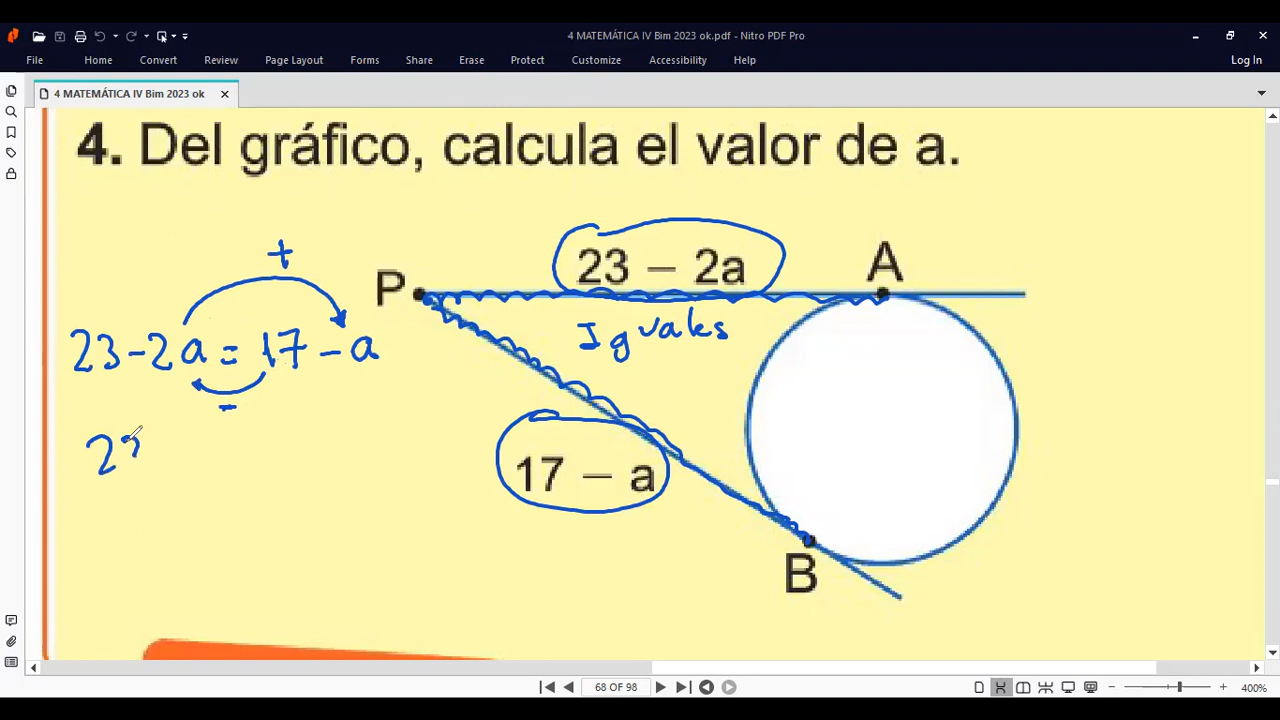 4 MATEMÁTICA IV Bim 2023 ok.pdf - Nitro PDF Pro
File Home Convert Review Page Layout Forms Share Erase Protect Customize Accessibility Help Log In
4 MATEMÁTICA IV Bim 2023 ok
4. Del gráfico, calcula el valor de a.
+
23 – 2a
P
A
Iguales
23-2a = 17-a
-
17 – a
2
B
68 OF 98
400%